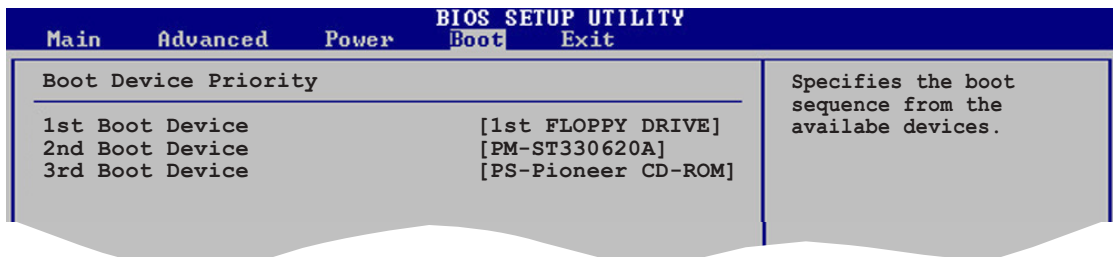 BIOS SETUP UTILITY
Main Advanced Power Boot Exit
Boot Device Priority
1st Boot Device [1st FLOPPY DRIVE]
2nd Boot Device [PM-ST330620A]
3rd Boot Device [PS-Pioneer CD-ROM]
Specifies the boot
sequence from the
availabe devices.